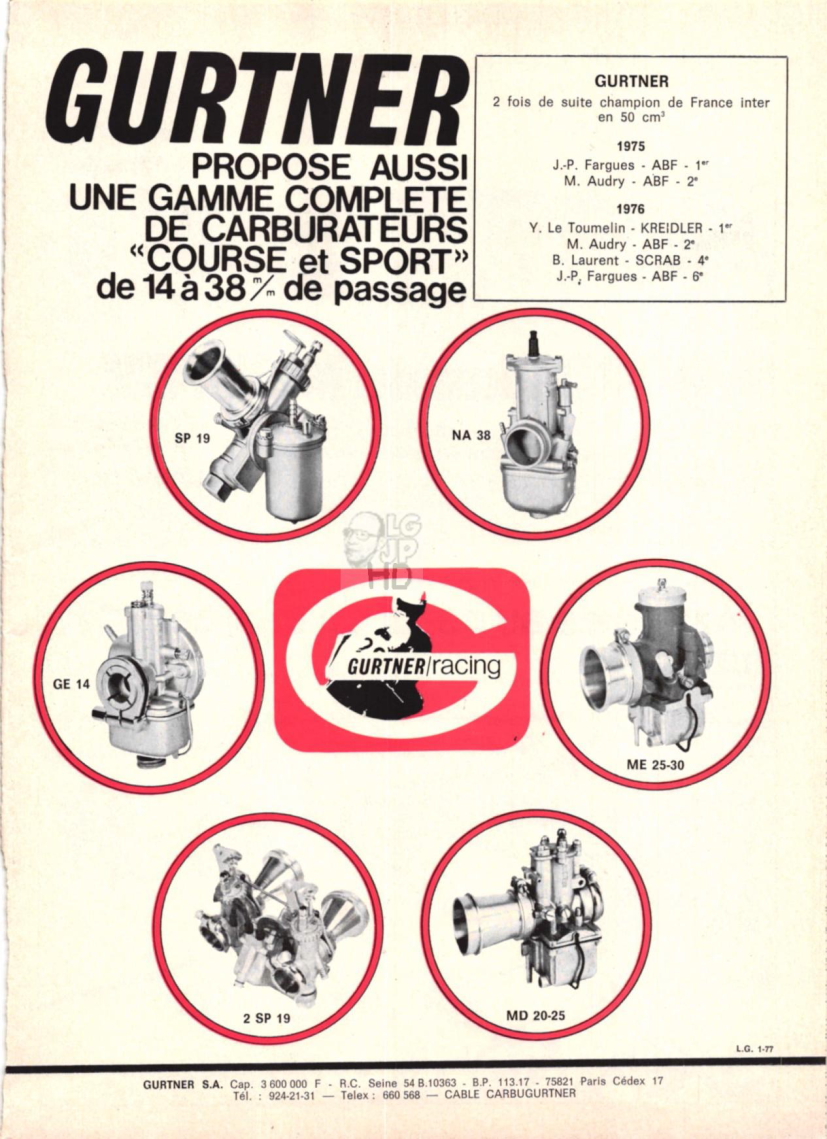 GURTNER
PROPOSE AUSSI
UNE GAMME COMPLETE
DE CARBURATEURS
“COURSE et SPORT”
de 14 à 38 m/m de passage
GURTNER
2 fois de suite champion de France inter
en 50 cm³
1975
J.-P. Fargues - ABF - 1er
M. Audry - ABF - 2e
1976
Y. Le Toumelin - KREIDLER - 1er
M. Audry - ABF - 2e
B. Laurent - SCRAB - 4e
J.-P. Fargues - ABF - 6e
SP 19
NA 38
LG
JP
HD
GE 14
GURTNER/racing
ME 25-30
2 SP 19
MD 20-25
L.G. 1-77
GURTNER S.A. Cap. 3 600 000 F - R.C. Seine 54 B.10363 - B.P. 113.17 - 75821 Paris Cédex 17
Tél. : 924-21-31 — Telex : 660 568 — CABLE CARBUGURTNER